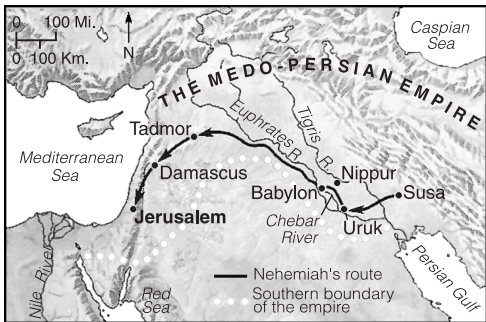 0 100 Mi.
0 100 Km.
N
Caspian
Sea
THE MEDO-PERSIAN EMPIRE
Euphrates R.
Tigris R.
Tadmor
Mediterranean
Sea
Damascus
Nippur
Babylon
Susa
Jerusalem
Chebar
River
Uruk
Nile River
Red
Sea
Persian Gulf
Nehemiah's route
Southern boundary
of the empire